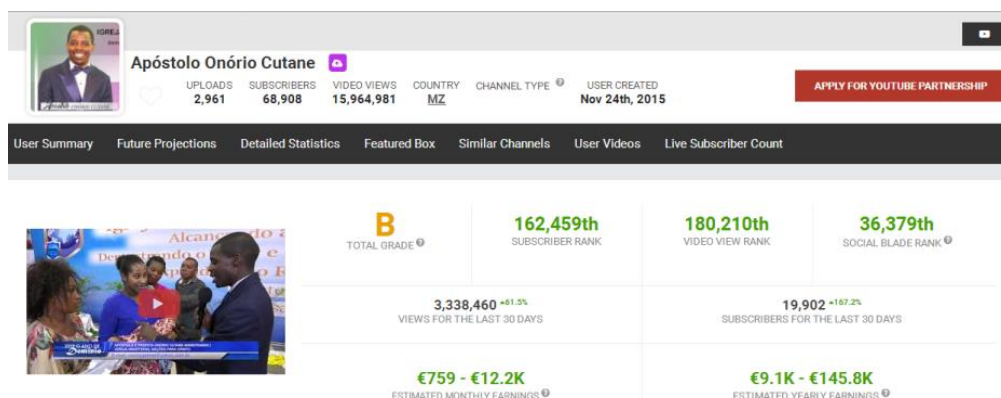 IGREJ
Apóstolo Onório Cutane
UPLOADS SUBSCRIBERS VIDEO VIEWS COUNTRY CHANNEL TYPE USER CREATED
2,961 68,908 15,964,981 MZ Nov 24th, 2015
APPLY FOR YOUTUBE PARTNERSHIP
User Summary Future Projections Detailed Statistics Featured Box Similar Channels User Videos Live Subscriber Count
B 162,459th 180,210th 36,379th
TOTAL GRADE SUBSCRIBER RANK VIDEO VIEW RANK SOCIAL BLADE RANK
3,338,460 +61.5% 19,902 +167.2%
VIEWS FOR THE LAST 30 DAYS SUBSCRIBERS FOR THE LAST 30 DAYS
Domínio
€759 - €12.2K €9.1K - €145.8K
ESTIMATED MONTHLY EARNINGS ESTIMATED YEARLY EARNINGS